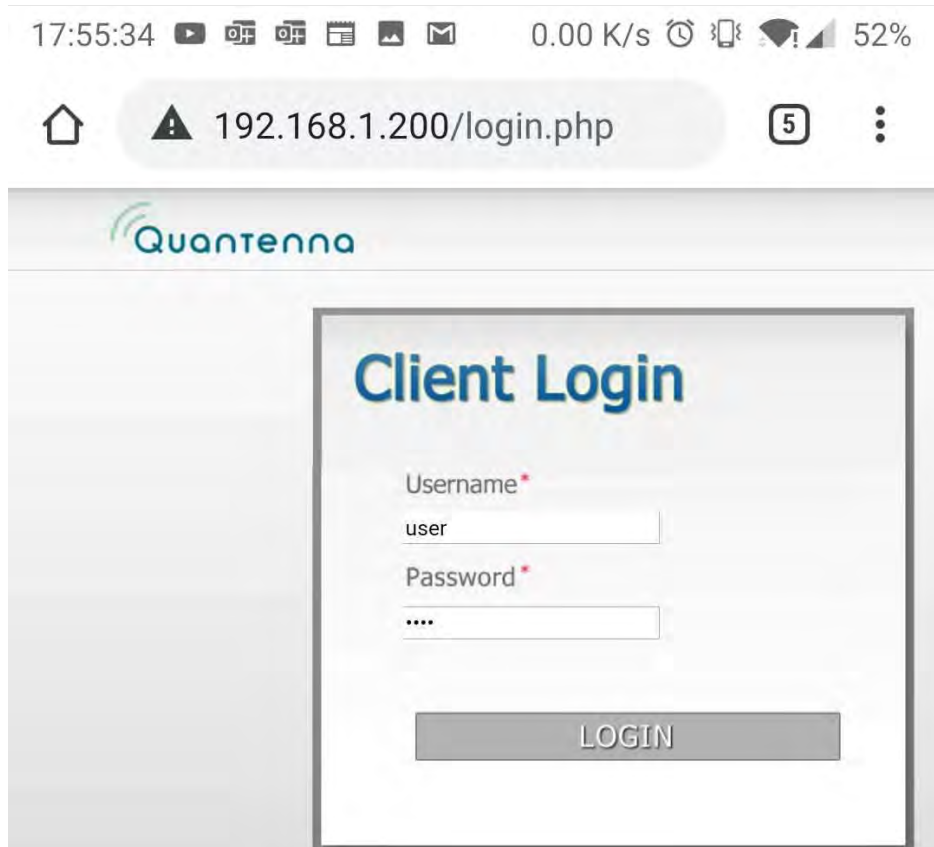 17:55:34 0.00 K/s 52%
192.168.1.200/login.php 5
Quantenna
Client Login
Username*
user
Password*
••••
LOGIN